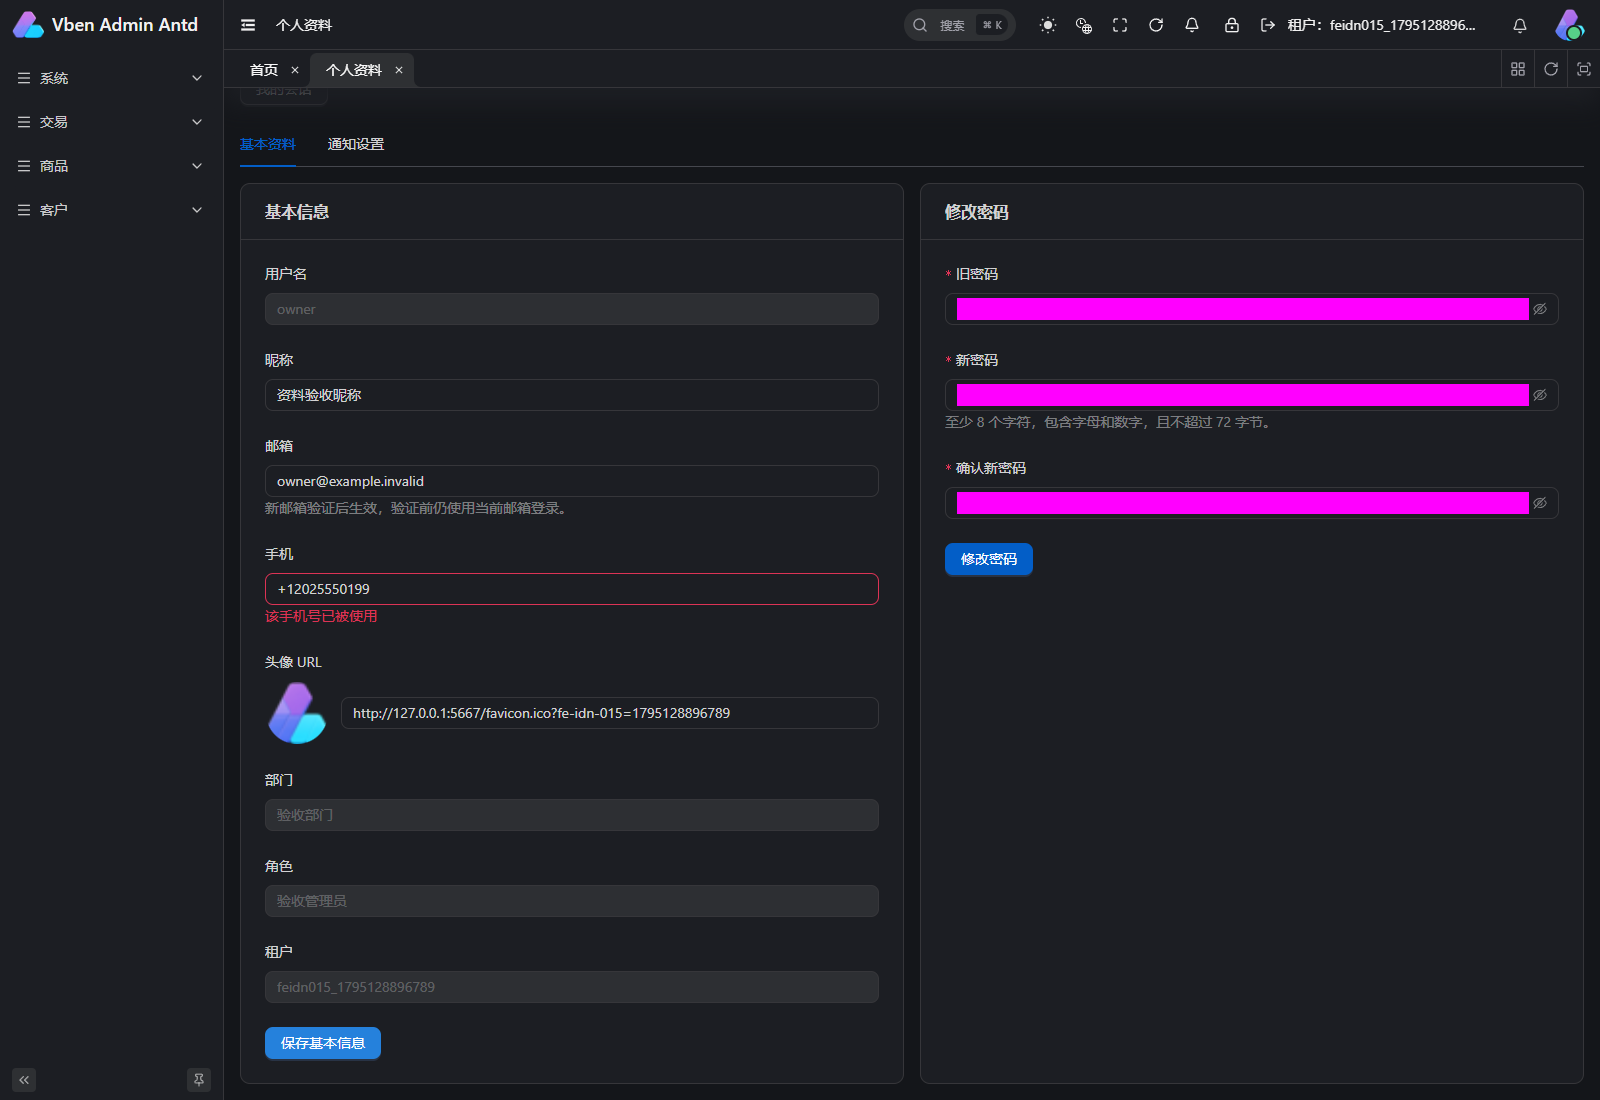 Vben Admin Antd
个人资料
搜索
⌘ K
租户：feidn015_1795128896...
系统
交易
商品
客户
首页
个人资料
我的会话
基本资料
通知设置
基本信息
用户名
owner
昵称
资料验收昵称
邮箱
owner@example.invalid
新邮箱验证后生效，验证前仍使用当前邮箱登录。
手机
+12025550199
该手机号已被使用
头像 URL
http://127.0.0.1:5667/favicon.ico?fe-idn-015=1795128896789
部门
验收部门
角色
验收管理员
租户
feidn015_1795128896789
保存基本信息
修改密码
* 旧密码
* 新密码
至少 8 个字符，包含字母和数字，且不超过 72 字节。
* 确认新密码
修改密码